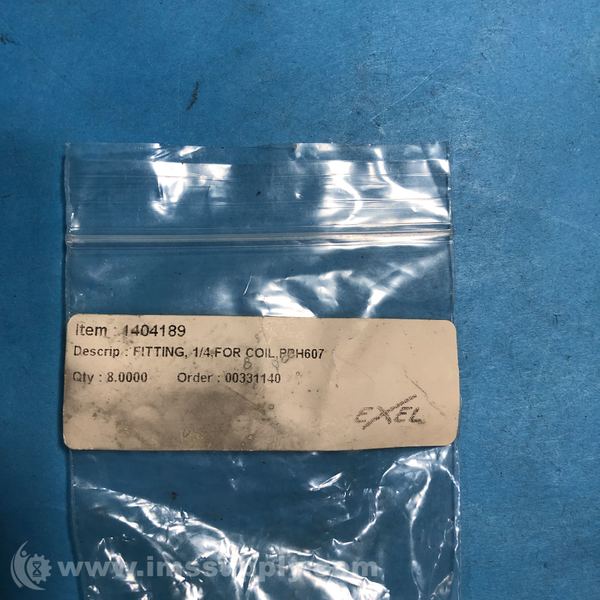 Item : 1404189
Descrip : FITTING, 1/4,FOR COIL,PBH607
Qty : 8.0000 Order : 00331140
EXEL
www.imssupply.com